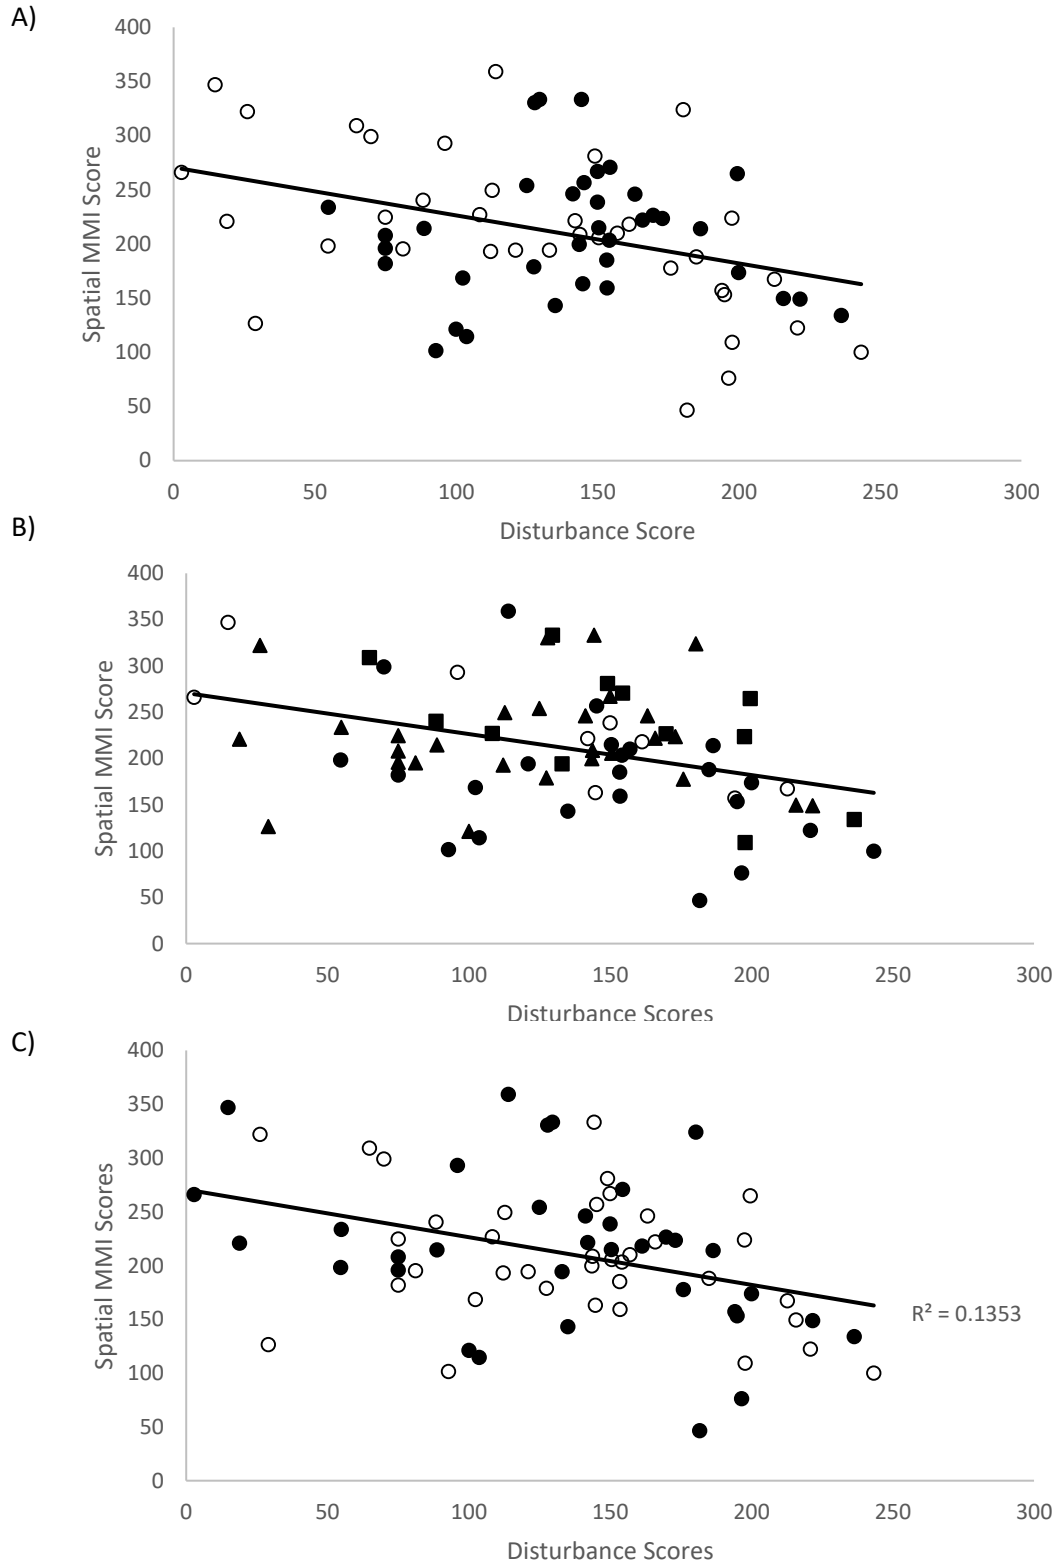 A)
400
350
300
250
200
150
100
50
0
Spatial MMI Score
0 50 100 150 200 250 300
Disturbance Score
B)
400
350
300
250
200
150
100
50
0
Spatial MMI Score
0 50 100 150 200 250 300
Disturbance Scores
C)
400
350
300
250
200
150
100
50
0
Spatial MMI Scores
R² = 0.1353
0 50 100 150 200 250 300
Disturbance Scores